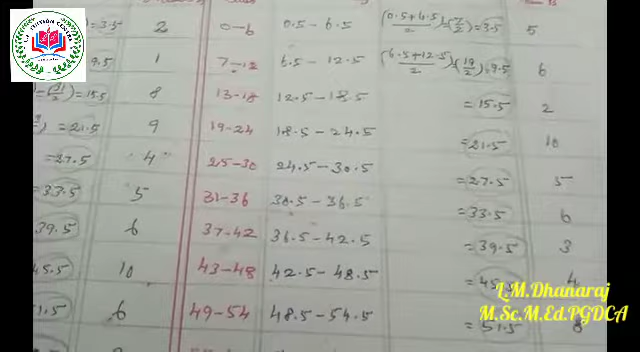 = 3.5 2 0-6 0.5 - 6.5 (0.5+6.5)/2 = (7/2) = 3.5 5
9.5 1 7-12 6.5 - 12.5 (6.5+12.5)/2 = (19/2) = 9.5 6
= 15.5 8 13-18 12.5 - 18.5 = 15.5 2
= 21.5 9 19-24 18.5 - 24.5 = 21.5 10
= 27.5 4 25-30 24.5 - 30.5 = 27.5 5
= 33.5 5 31-36 30.5 - 36.5 = 33.5 6
39.5 6 37-42 36.5 - 42.5 = 39.5 3
45.5 10 43-48 42.5 - 48.5 = 45.5 4
51.5 6 49-54 48.5 - 54.5 = 51.5 8
L.M.Dhanaraj
M.Sc.M.Ed.PGDCA